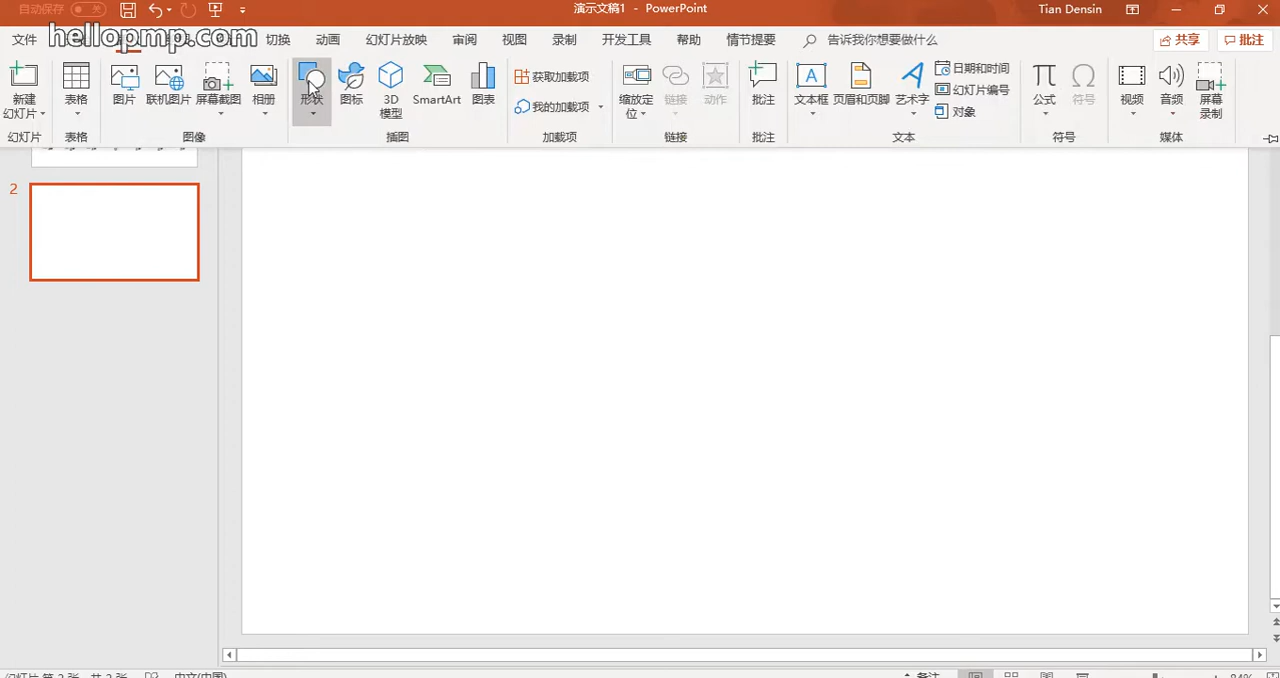 自动保存
演示文稿1 - PowerPoint
Tian Densin
hellopmp.com
文件
切换
动画
幻灯片放映
审阅
视图
录制
开发工具
帮助
情节提要
告诉我你想要做什么
共享
批注
新建
幻灯片
表格
图片
联机图片
屏幕截图
相册
形状
图标
3D
模型
SmartArt
图表
获取加载项
我的加载项
缩放定
位
链接
动作
批注
文本框
页眉和页脚
艺术字
日期和时间
幻灯片编号
对象
公式
符号
视频
音频
屏幕
录制
幻灯片
表格
图像
插图
加载项
链接
批注
文本
符号
媒体
2